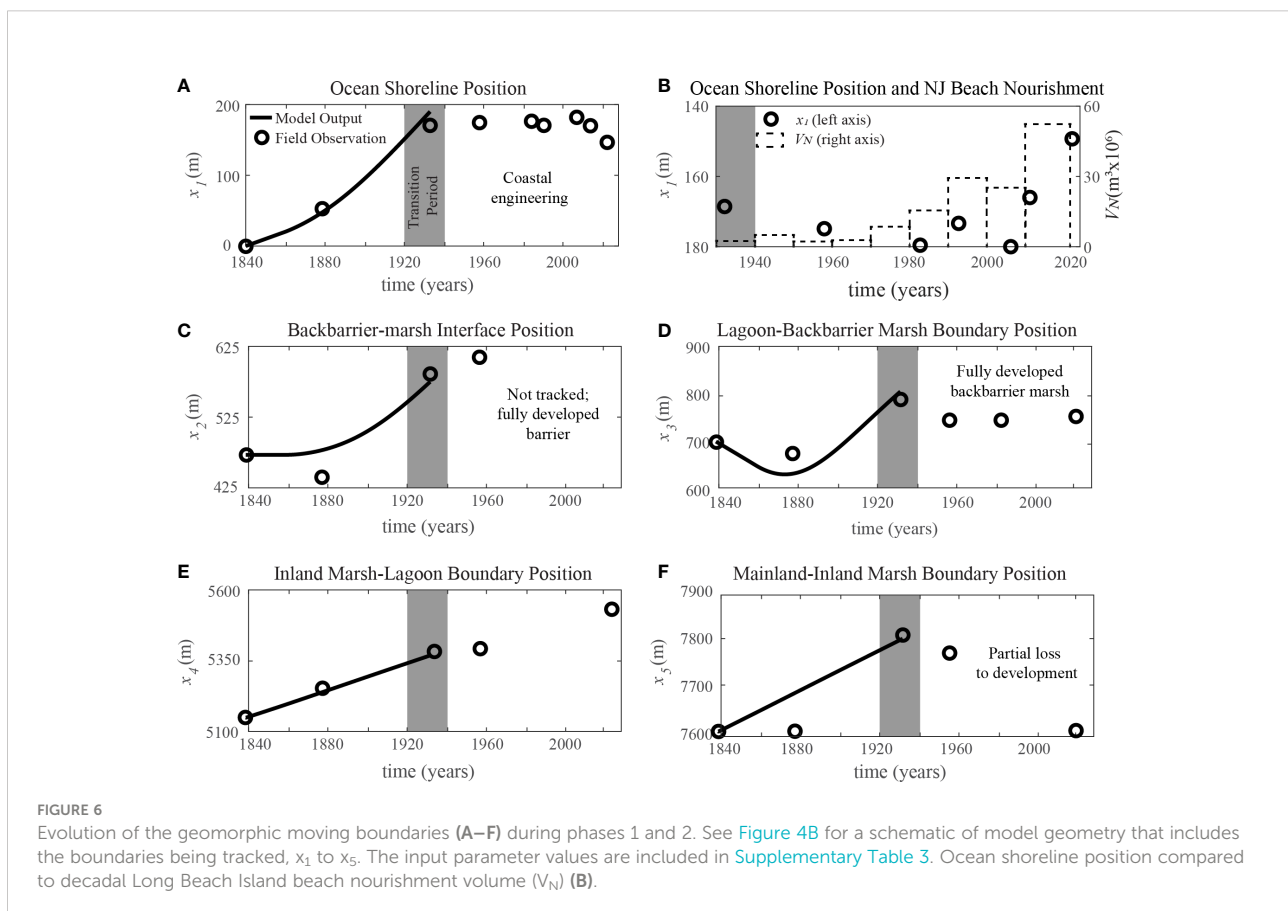 A
Ocean Shoreline Position
200
100
0
x1 (m)
Model Output
Field Observation
Transition
Period
Coastal
engineering
1840 1880 1920 1960 2000
time (years)
B
Ocean Shoreline Position and NJ Beach Nourishment
140
160
180
x1 (m)
x1 (left axis)
VN (right axis)
60
30
0
VN(m³x10⁶)
1940 1960 1980 2000 2020
time (years)
C
Backbarrier-marsh Interface Position
625
525
425
x2 (m)
Not tracked;
fully developed
barrier
1840 1880 1920 1960 2000
time (years)
D
Lagoon-Backbarrier Marsh Boundary Position
900
800
700
600
x3 (m)
Fully developed
backbarrier marsh
1840 1880 1920 1960 2000
time (years)
E
Inland Marsh-Lagoon Boundary Position
5600
5350
5100
x4 (m)
1840 1880 1920 1960 2000
time (years)
F
Mainland-Inland Marsh Boundary Position
7900
7800
7700
7600
x5 (m)
Partial loss
to development
1840 1880 1920 1960 2000
time (years)
FIGURE 6
Evolution of the geomorphic moving boundaries (A–F) during phases 1 and 2. See Figure 4B for a schematic of model geometry that includes
the boundaries being tracked, x1 to x5. The input parameter values are included in Supplementary Table 3. Ocean shoreline position compared
to decadal Long Beach Island beach nourishment volume (VN) (B).